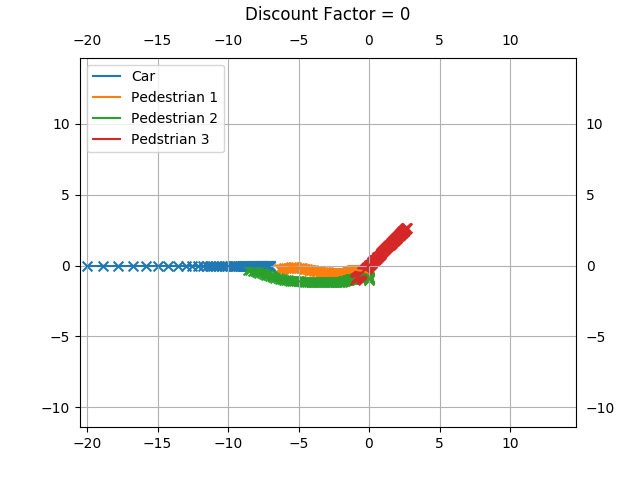 Discount Factor = 0
−20 −15 −10 −5 0 5 10
Car
Pedestrian 1
Pedestrian 2
Pedstrian 3
10 10
5 5
0 0
−5 −5
−10 −10
−20 −15 −10 −5 0 5 10